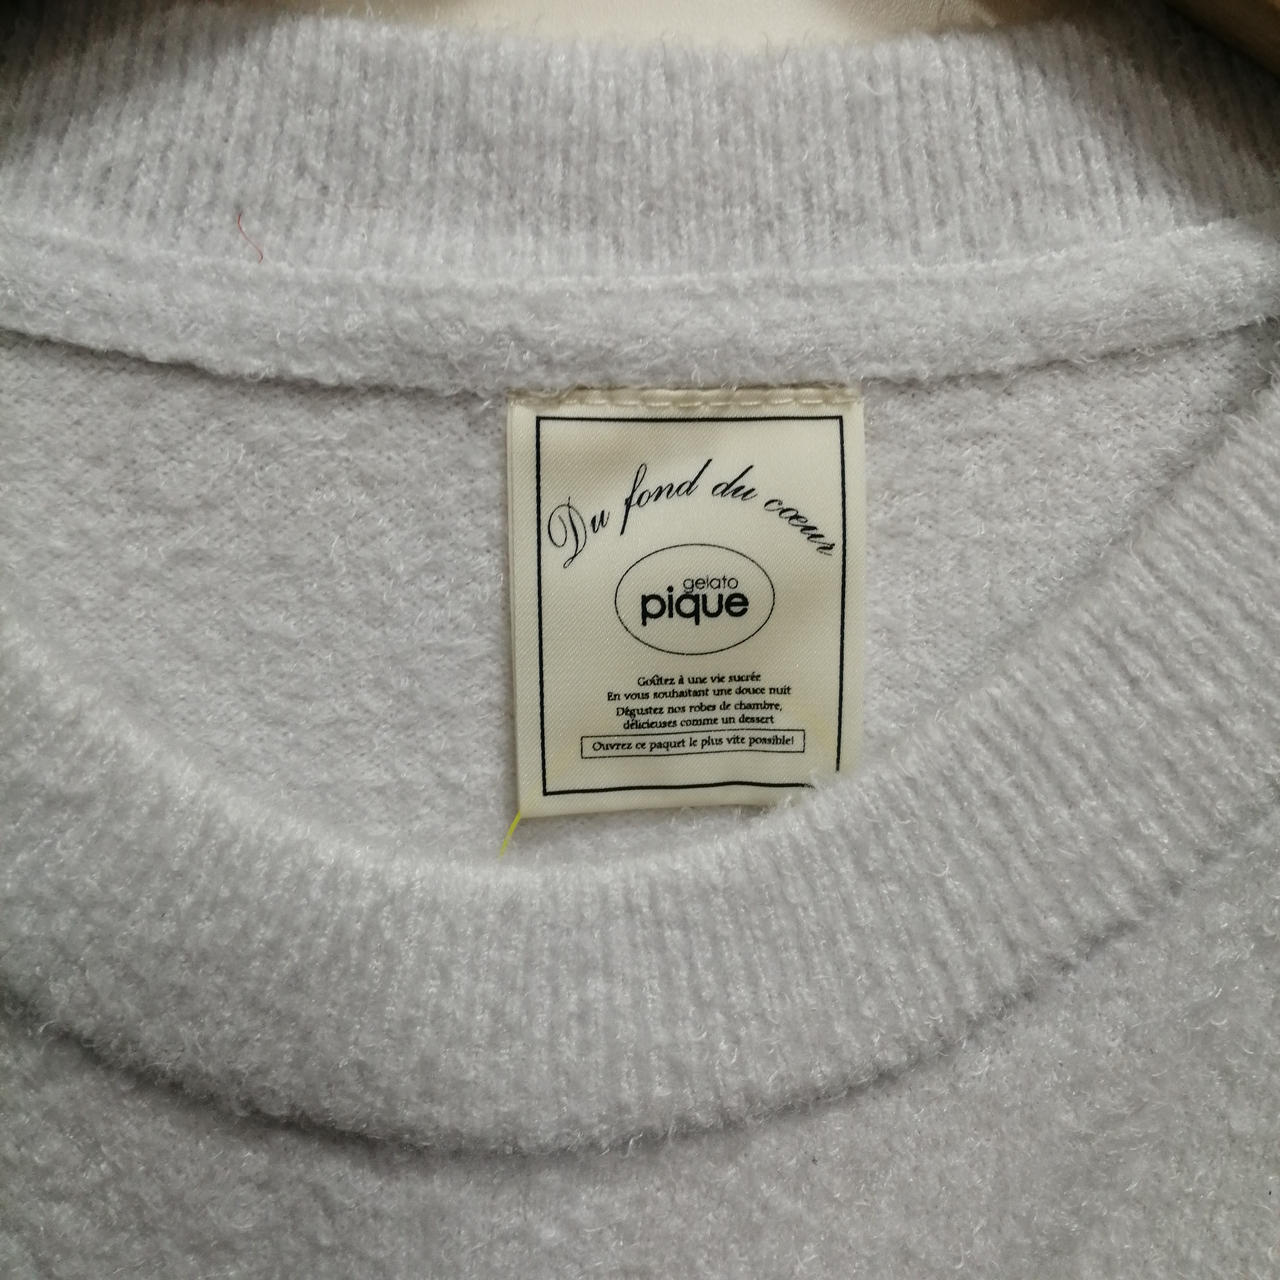 Du fond du cœur
gelato
pique
Goûtez à une vie sucrée
En vous souhaitant une douce nuit
Dégustez nos robes de chambre,
délicieuses comme un dessert
Ouvrez ce paquet le plus vite possible!